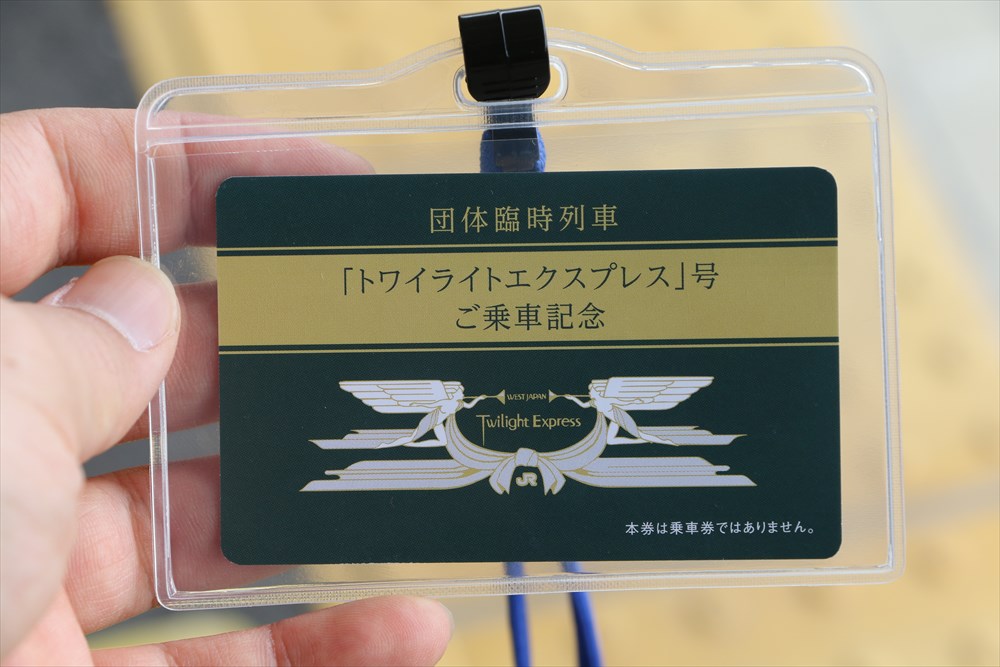 団体臨時列車
「トワイライトエクスプレス」号
ご乗車記念
WEST JAPAN
Twilight Express
JR
本券は乗車券ではありません。